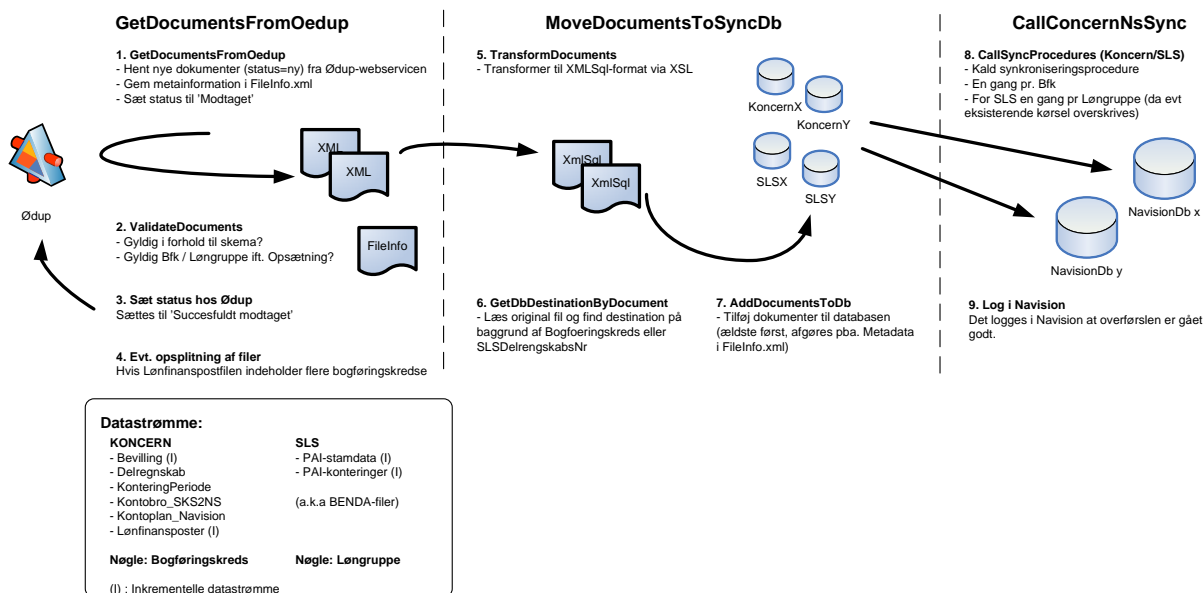 GetDocumentsFromOedup
1. GetDocumentsFromOedup
- Hent nye dokumenter (status=ny) fra Ødup-webservicen
- Gem metainformation i FileInfo.xml
- Sæt status til 'Modtaget'
XML
XML
Ødup
2. ValidateDocuments
- Gyldig i forhold til skema?
- Gyldig Bfk / Løngruppe ift. Opsætning?
FileInfo
3. Sæt status hos Ødup
Sættes til 'Succesfuldt modtaget'
4. Evt. opsplitning af filer
Hvis Lønfinanspostfilen indeholder flere bogføringskredse
MoveDocumentsToSyncDb
5. TransformDocuments
- Transformer til XMLSql-format via XSL
KoncernX
KoncernY
XmlSql
XmlSql
SLSX
SLSY
6. GetDbDestinationByDocument
- Læs original fil og find destination på
baggrund af Bogfoeringskreds eller
SLSDelrengskabsNr
7. AddDocumentsToDb
- Tilføj dokumenter til databasen
(ældste først, afgøres pba. Metadata
i FileInfo.xml)
CallConcernNsSync
8. CallSyncProcedures (Koncern/SLS)
- Kald synkroniseringsprocedure
- En gang pr. Bfk
- For SLS en gang pr Løngruppe (da evt
eksisterende kørsel overskrives)
NavisionDb x
NavisionDb y
9. Log i Navision
Det logges i Navision at overførslen er gået
godt.
Datastrømme:
KONCERN
- Bevilling (I)
- Delregnskab
- KonteringPeriode
- Kontobro_SKS2NS
- Kontoplan_Navision
- Lønfinansposter (I)
Nøgle: Bogføringskreds
SLS
- PAI-stamdata (I)
- PAI-konteringer (I)
(a.k.a BENDA-filer)
Nøgle: Løngruppe
(I) : Inkrementelle datastrømme